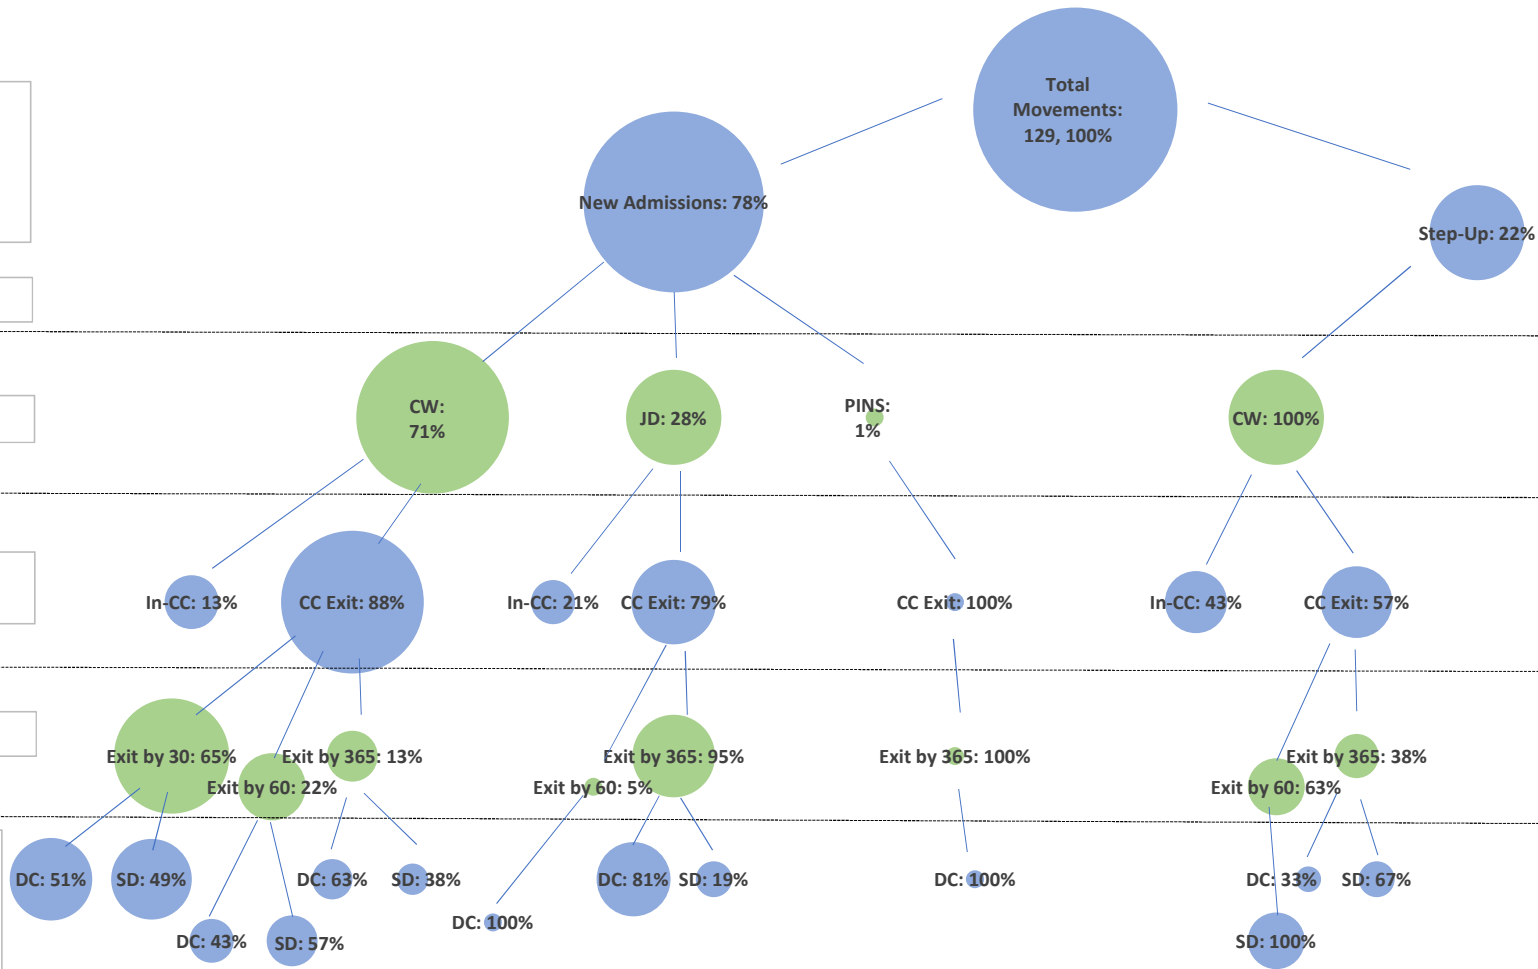 Total
Movements:
129, 100%
New Admissions: 78%
Step-Up: 22%
CW:
71%
JD: 28%
PINS:
1%
CW: 100%
In-CC: 13%
CC Exit: 88%
In-CC: 21%
CC Exit: 79%
CC Exit: 100%
In-CC: 43%
CC Exit: 57%
Exit by 30: 65%
Exit by 365: 13%
Exit by 365: 95%
Exit by 365: 100%
Exit by 365: 38%
Exit by 60: 22%
Exit by 60: 5%
Exit by 60: 63%
DC: 51%
SD: 49%
DC: 63%
SD: 38%
DC: 81%
SD: 19%
DC: 100%
DC: 33%
SD: 67%
DC: 100%
DC: 43%
SD: 57%
SD: 100%